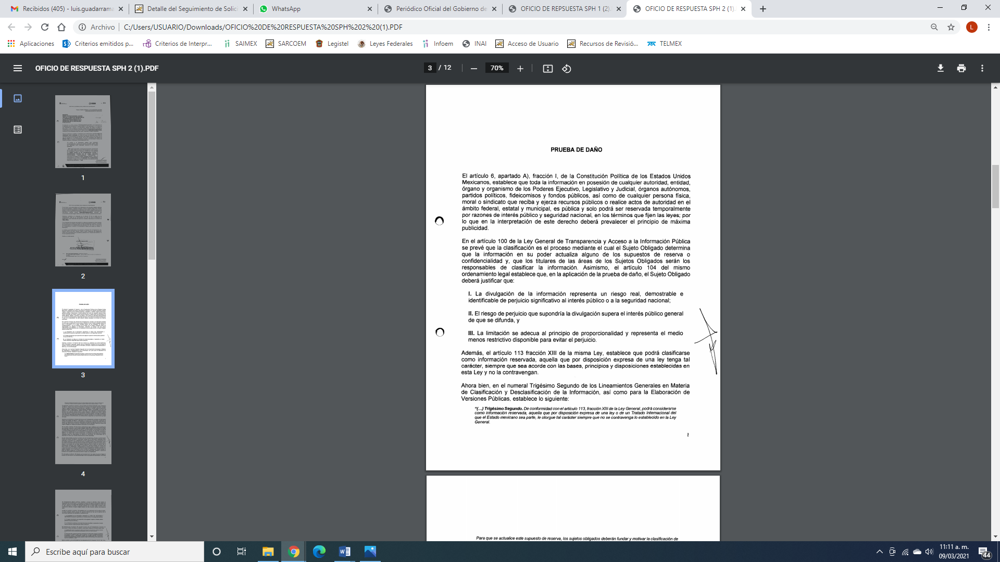 Recibidos (405) - luis.guadarrama
Detalle del Seguimiento de Solici
WhatsApp
Periódico Oficial del Gobierno de
OFICIO DE REPSUESTA SPH 1 (2).
OFICIO DE RESPUESTA SPH 2 (1).
Archivo
C:/Users/USUARIO/Downloads/OFICIO%20DE%20RESPUESTA%20SPH%202%20(1).PDF
L
Aplicaciones
Criterios emitidos p...
Criterios de Interpr...
SAIMEX
SARCOEM
Legistel
Leyes Federales
Infoem
INAI
Acceso de Usuario
Recursos de Revisió...
TELMEX
OFICIO DE RESPUESTA SPH 2 (1).PDF
3 / 12
70%
1
2
3
4
PRUEBA DE DAÑO
El artículo 6, apartado A), fracción I, de la Constitución Política de los Estados Unidos
Mexicanos, establece que toda la información en posesión de cualquier autoridad, entidad,
órgano y organismo de los Poderes Ejecutivo, Legislativo y Judicial, órganos autónomos,
partidos políticos, fideicomisos y fondos públicos, así como de cualquier persona física,
moral o sindicato que reciba y ejerza recursos públicos o realice actos de autoridad en el
ámbito federal, estatal y municipal, es pública y solo podrá ser reservada temporalmente
por razones de interés público y seguridad nacional, en los términos que fijen las leyes; por
lo que en la interpretación de este derecho deberá prevalecer el principio de máxima
publicidad.
En el artículo 100 de la Ley General de Transparencia y Acceso a la Información Pública
se prevé que la clasificación es el proceso mediante el cual el Sujeto Obligado determina
que la información en su poder actualiza alguno de los supuestos de reserva o
confidencialidad y, que los titulares de las áreas de los Sujetos Obligados serán los
responsables de clasificar la información. Asimismo, el artículo 104 del mismo
ordenamiento legal establece que, en la aplicación de la prueba de daño, el Sujeto Obligado
deberá justificar que:
I. La divulgación de la información representa un riesgo real, demostrable e
identificable de perjuicio significativo al interés público o a la seguridad nacional;
II. El riesgo de perjuicio que supondría la divulgación supera el interés público general
de que se difunda, y
III. La limitación se adecua al principio de proporcionalidad y representa el medio
menos restrictivo disponible para evitar el perjuicio.
Además, el artículo 113 fracción XIII de la misma Ley, establece que podrá clasificarse
como información reservada, aquella que por disposición expresa de una ley tenga tal
carácter, siempre que sea acorde con las bases, principios y disposiciones establecidas en
esta Ley y no la contravengan.
Ahora bien, en el numeral Trigésimo Segundo de los Lineamientos Generales en Materia
de Clasificación y Desclasificación de la Información, así como para la Elaboración de
Versiones Públicas, establece lo siguiente:
"(...) Trigésimo Segundo. De conformidad con el artículo 113, fracción XIII de la Ley General, podrá considerarse
como información reservada, aquella que por disposición expresa de una ley o de un Tratado Internacional del
que el Estado mexicano sea parte, le otorgue tal carácter siempre que no se contravenga lo establecido en la Ley
General.
1
Para que se actualice este supuesto de reserva, los sujetos obligados deberán fundar y motivar la clasificación de
Escribe aquí para buscar
11:11 a. m.
09/03/2021
44